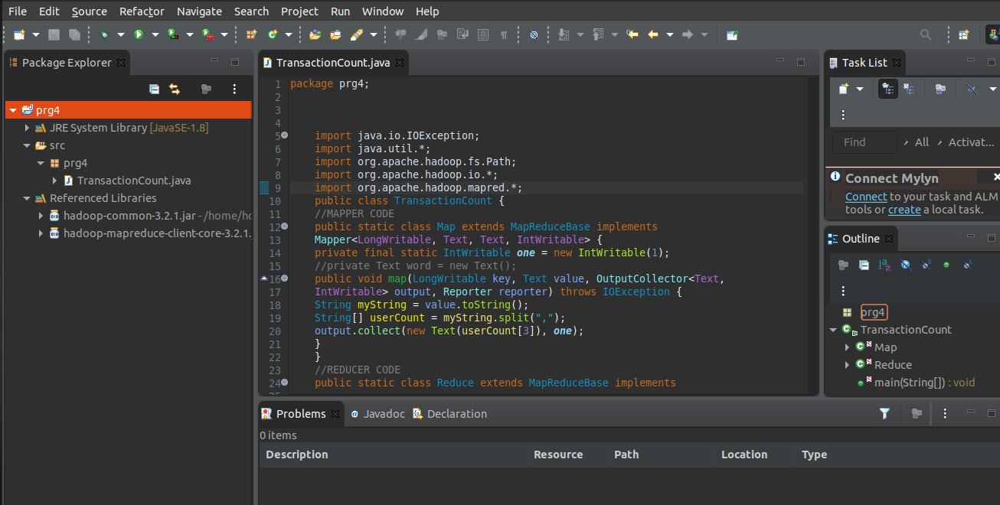 File Edit Source Refactor Navigate Search Project Run Window Help
Package Explorer
prg4
JRE System Library [JavaSE-1.8]
src
prg4
TransactionCount.java
Referenced Libraries
hadoop-common-3.2.1.jar - /home/ho
hadoop-mapreduce-client-core-3.2.1.
TransactionCount.java
1 package prg4;
2
3
4
5 import java.io.IOException;
6 import java.util.*;
7 import org.apache.hadoop.fs.Path;
8 import org.apache.hadoop.io.*;
9 import org.apache.hadoop.mapred.*;
10 public class TransactionCount {
11 //MAPPER CODE
12 public static class Map extends MapReduceBase implements
13 Mapper<LongWritable, Text, Text, IntWritable> {
14 private final static IntWritable one = new IntWritable(1);
15 //private Text word = new Text();
16 public void map(LongWritable key, Text value, OutputCollector<Text,
17 IntWritable> output, Reporter reporter) throws IOException {
18 String myString = value.toString();
19 String[] userCount = myString.split(",");
20 output.collect(new Text(userCount[3]), one);
21 }
22 }
23 //REDUCER CODE
24 public static class Reduce extends MapReduceBase implements
25
Task List
Find All Activat...
Connect Mylyn
Connect to your task and ALM
tools or create a local task.
Outline
prg4
TransactionCount
Map
Reduce
main(String[]) : void
Problems Javadoc Declaration
0 items
Description Resource Path Location Type